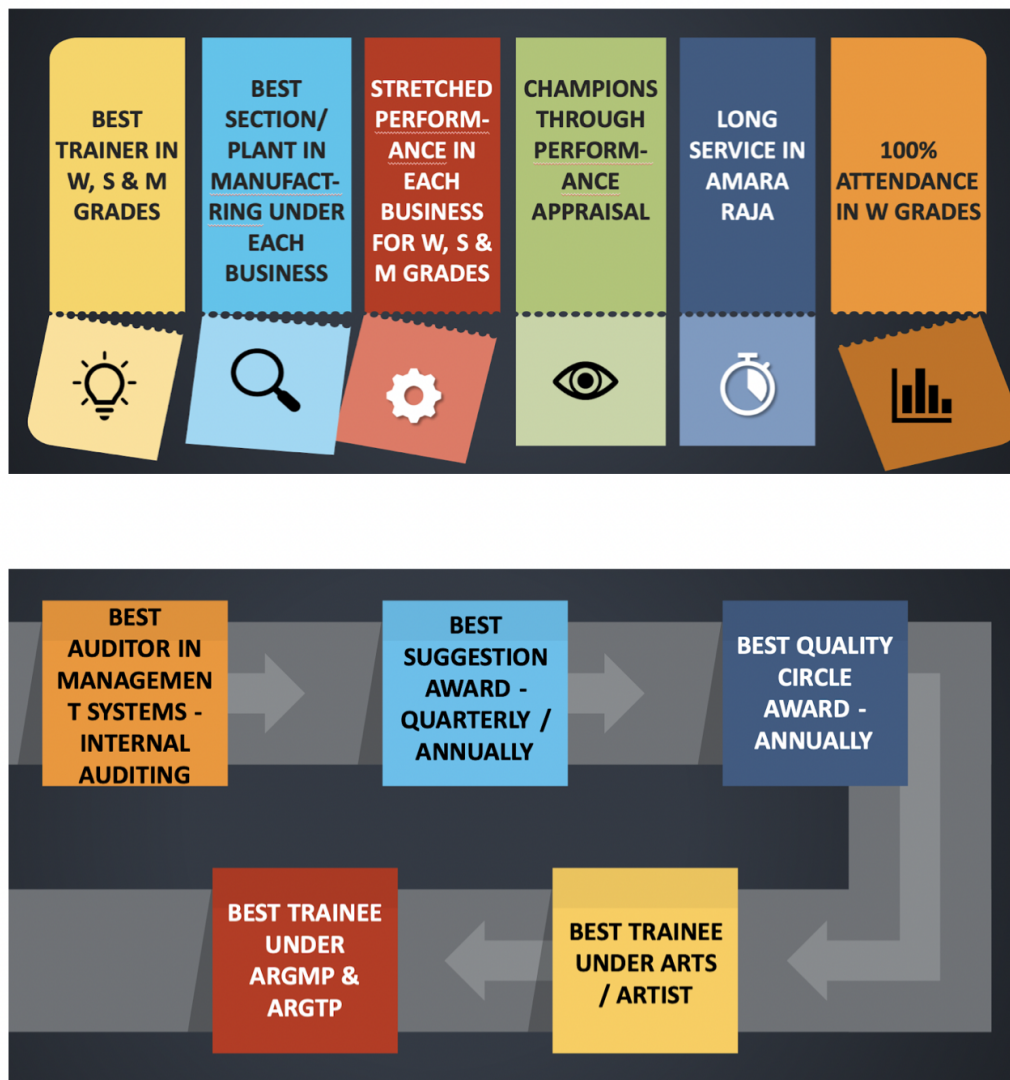 BEST
TRAINER IN
W, S & M
GRADES
BEST
SECTION/
PLANT IN
MANUFACT-
RING UNDER
EACH
BUSINESS
STRETCHED
PERFORM-
ANCE IN
EACH
BUSINESS
FOR W, S &
M GRADES
CHAMPIONS
THROUGH
PERFORM-
ANCE
APPRAISAL
LONG
SERVICE IN
AMARA
RAJA
100%
ATTENDANCE
IN W GRADES
BEST
AUDITOR IN
MANAGEMEN
T SYSTEMS -
INTERNAL
AUDITING
BEST
SUGGESTION
AWARD -
QUARTERLY /
ANNUALLY
BEST QUALITY
CIRCLE
AWARD -
ANNUALLY
BEST TRAINEE
UNDER
ARGMP &
ARGTP
BEST TRAINEE
UNDER ARTS
/ ARTIST